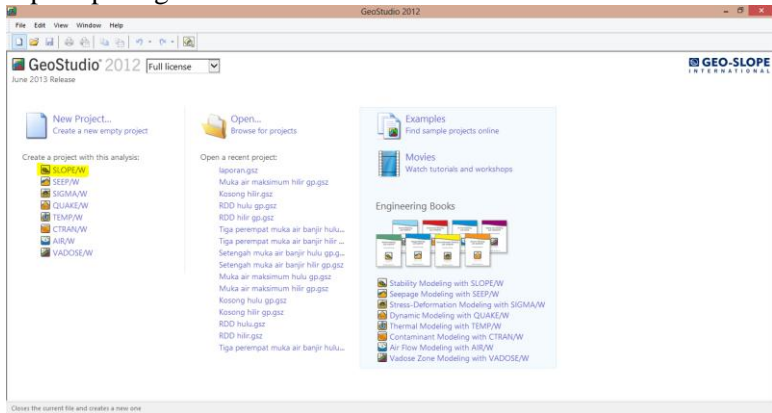 GeoStudio 2012
File Edit View Window Help
GeoStudio 2012 Full license
June 2013 Release
GEO-SLOPE
INTERNATIONAL
New Project...
Create a new empty project
Create a project with this analysis:
SLOPE/W
SEEP/W
SIGMA/W
QUAKE/W
TEMP/W
CTRAN/W
AIR/W
VADOSE/W
Open...
Browse for projects
Open a recent project:
laporan.gsz
Muka air maksimum hilir gp.gsz
Kosong hilir.gsz
RDD hulu gp.gsz
RDD hilir gp.gsz
Tiga perempat muka air banjir hulu...
Tiga perempat muka air banjir hilir ...
Setengah muka air banjir hulu gp.g...
Setengah muka air banjir hilir gp.gsz
Muka air maksimum hulu gp.gsz
Muka air maksimum hilir gp.gsz
Kosong hulu gp.gsz
Kosong hilir gp.gsz
RDD hulu.gsz
RDD hilir.gsz
Tiga perempat muka air banjir hulu...
Examples
Find sample projects online
Movies
Watch tutorials and workshops
Engineering Books
Stability Modeling with SLOPE/W
Seepage Modeling with SEEP/W
Stress-Deformation Modeling with SIGMA/W
Dynamic Modeling with QUAKE/W
Thermal Modeling with TEMP/W
Contaminant Modeling with CTRAN/W
Air Flow Modeling with AIR/W
Vadose Zone Modeling with VADOSE/W
Closes the current file and creates a new one